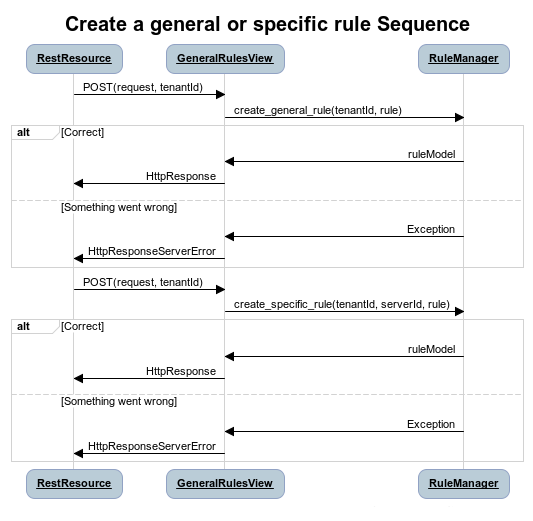 Create a general or specific rule Sequence
RestResource GeneralRulesView RuleManager
POST(request, tenantId)
create_general_rule(tenantId, rule)
alt [Correct]
ruleModel
HttpResponse
[Something went wrong]
Exception
HttpResponseServerError
POST(request, tenantId)
create_specific_rule(tenantId, serverId, rule)
alt [Correct]
ruleModel
HttpResponse
[Something went wrong]
Exception
HttpResponseServerError
RestResource GeneralRulesView RuleManager